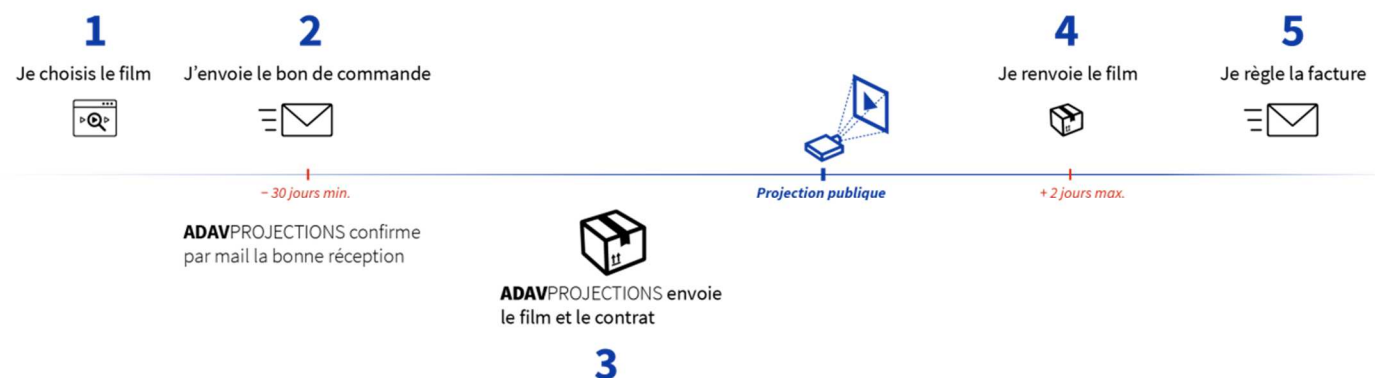 1
Je choisis le film
2
J’envoie le bon de commande
− 30 jours min.
ADAVPROJECTIONS confirme
par mail la bonne réception
ADAVPROJECTIONS envoie
le film et le contrat
3
Projection publique
4
Je renvoie le film
+ 2 jours max.
5
Je règle la facture